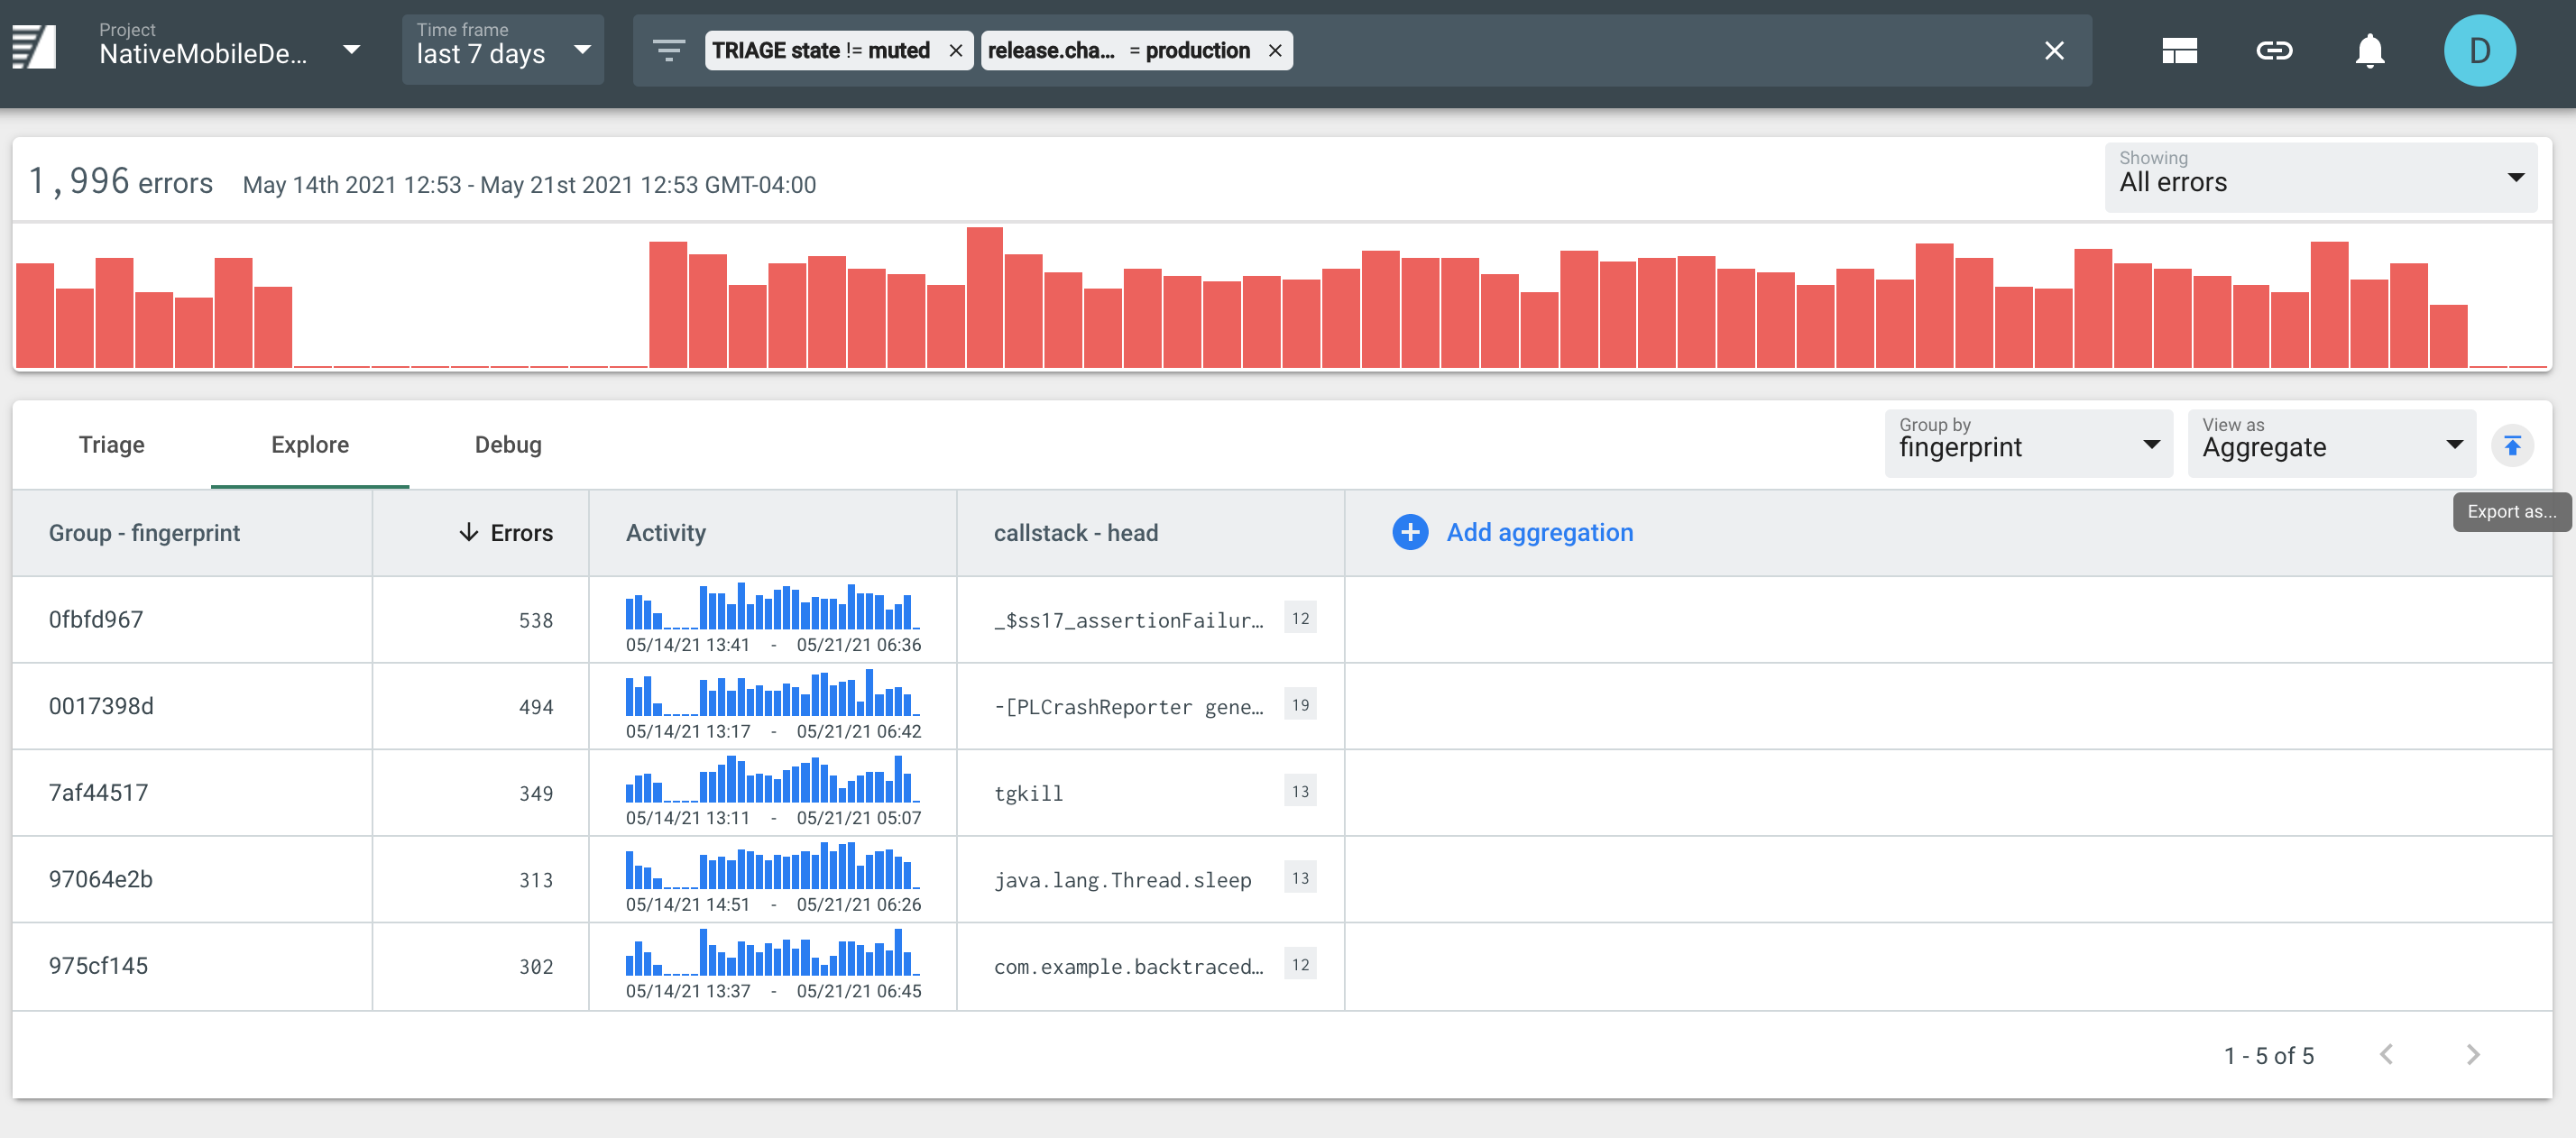 Project
NativeMobileDe...
Time frame
last 7 days
TRIAGE state != muted
release.cha... = production
D
1,996 errors May 14th 2021 12:53 - May 21st 2021 12:53 GMT-04:00
Showing
All errors
Triage Explore Debug
Group by
fingerprint
View as
Aggregate
Export as...
Group - fingerprint Errors Activity callstack - head Add aggregation
0fbfd967 538 _$ss17_assertionFailur... 12
05/14/21 13:41 - 05/21/21 06:36
0017398d 494 -[PLCrashReporter gene... 19
05/14/21 13:17 - 05/21/21 06:42
7af44517 349 tgkill 13
05/14/21 13:11 - 05/21/21 05:07
97064e2b 313 java.lang.Thread.sleep 13
05/14/21 14:51 - 05/21/21 06:26
975cf145 302 com.example.backtraced... 12
05/14/21 13:37 - 05/21/21 06:45
1 - 5 of 5